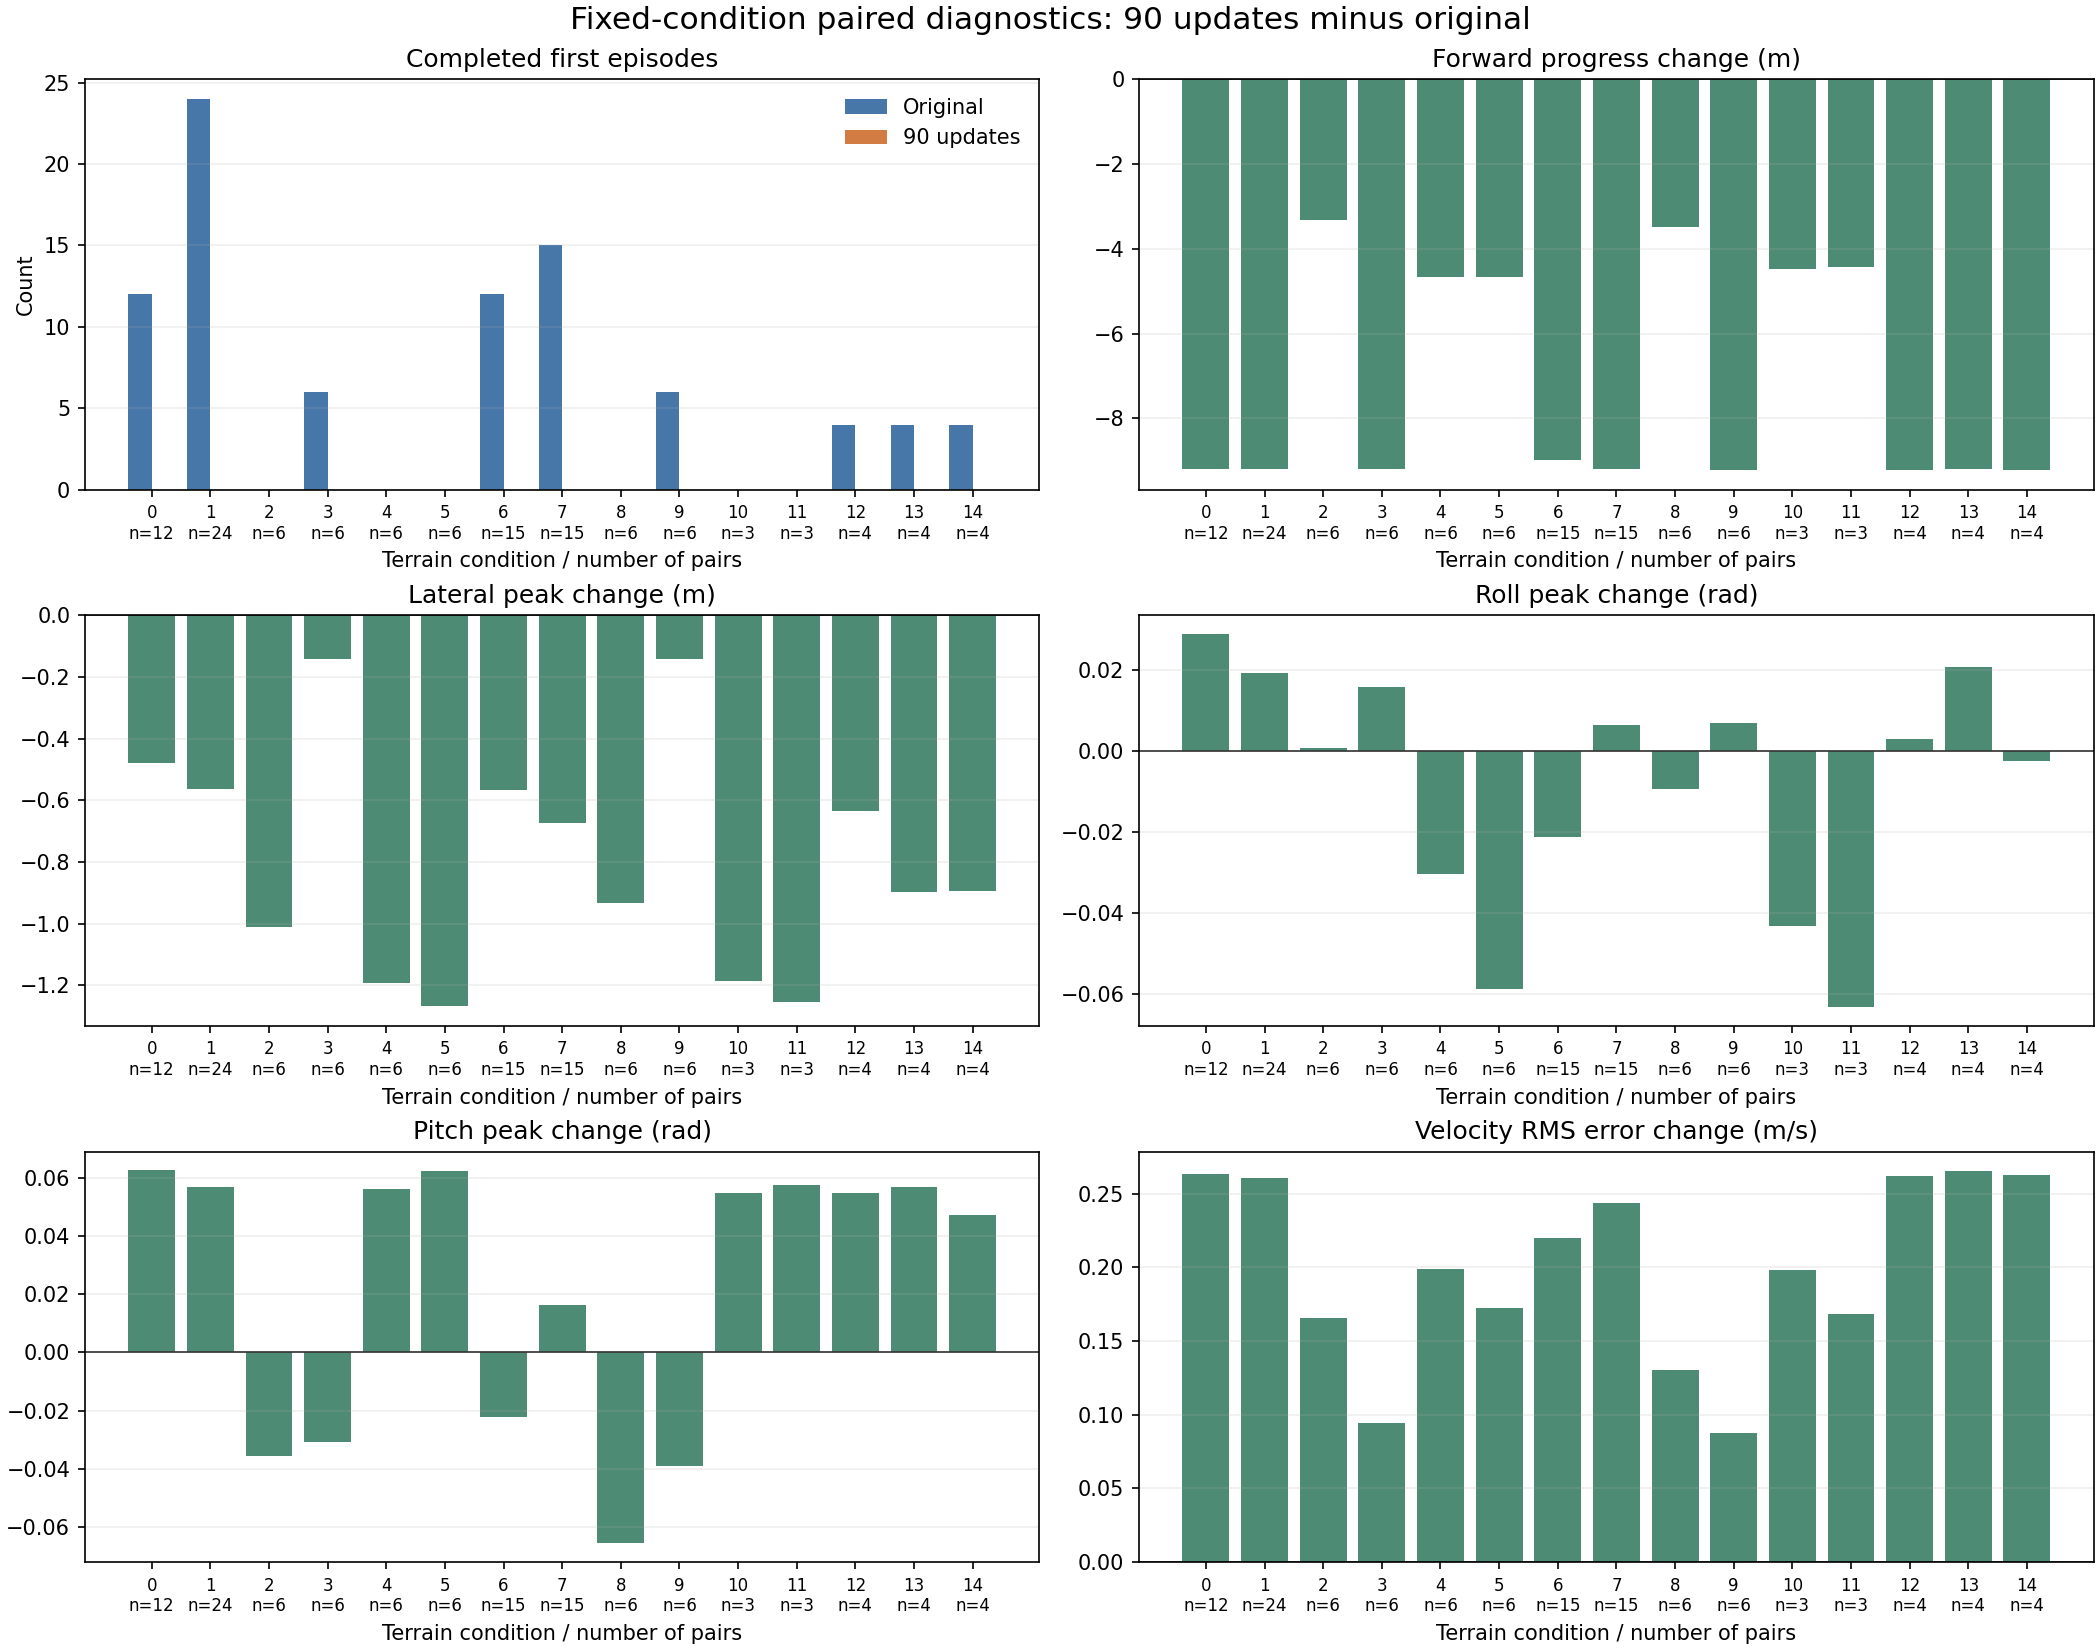 Fixed-condition paired diagnostics: 90 updates minus original
Completed first episodes
25
20
15
10
5
0
Count
Original
90 updates
0 1 2 3 4 5 6 7 8 9 10 11 12 13 14
n=12 n=24 n=6 n=6 n=6 n=6 n=15 n=15 n=6 n=6 n=3 n=3 n=4 n=4 n=4
Terrain condition / number of pairs
Forward progress change (m)
0
−2
−4
−6
−8
0 1 2 3 4 5 6 7 8 9 10 11 12 13 14
n=12 n=24 n=6 n=6 n=6 n=6 n=15 n=15 n=6 n=6 n=3 n=3 n=4 n=4 n=4
Terrain condition / number of pairs
Lateral peak change (m)
0.0
−0.2
−0.4
−0.6
−0.8
−1.0
−1.2
0 1 2 3 4 5 6 7 8 9 10 11 12 13 14
n=12 n=24 n=6 n=6 n=6 n=6 n=15 n=15 n=6 n=6 n=3 n=3 n=4 n=4 n=4
Terrain condition / number of pairs
Roll peak change (rad)
0.02
0.00
−0.02
−0.04
−0.06
0 1 2 3 4 5 6 7 8 9 10 11 12 13 14
n=12 n=24 n=6 n=6 n=6 n=6 n=15 n=15 n=6 n=6 n=3 n=3 n=4 n=4 n=4
Terrain condition / number of pairs
Pitch peak change (rad)
0.06
0.04
0.02
0.00
−0.02
−0.04
−0.06
0 1 2 3 4 5 6 7 8 9 10 11 12 13 14
n=12 n=24 n=6 n=6 n=6 n=6 n=15 n=15 n=6 n=6 n=3 n=3 n=4 n=4 n=4
Terrain condition / number of pairs
Velocity RMS error change (m/s)
0.25
0.20
0.15
0.10
0.05
0.00
0 1 2 3 4 5 6 7 8 9 10 11 12 13 14
n=12 n=24 n=6 n=6 n=6 n=6 n=15 n=15 n=6 n=6 n=3 n=3 n=4 n=4 n=4
Terrain condition / number of pairs